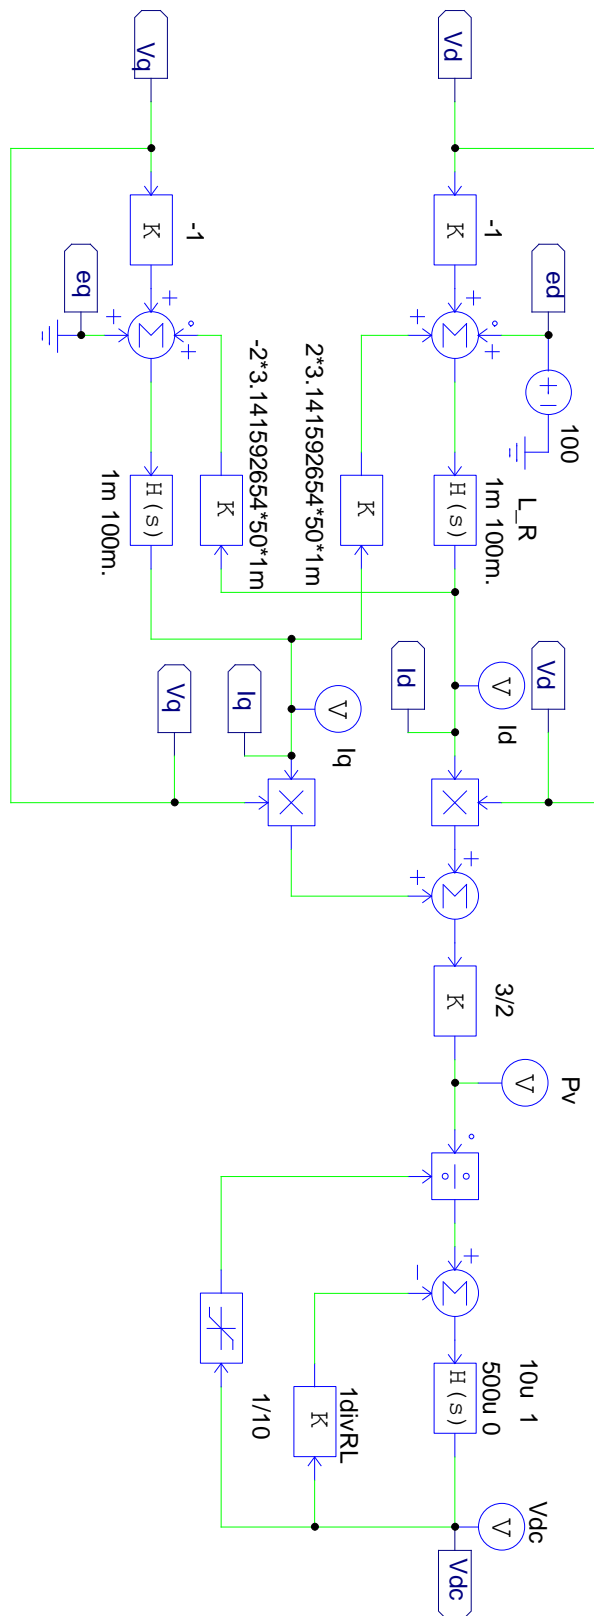 100
Pv
ed
Vd
Vdc
L_R
10u 1
V
Id
V
3/2
V
-1
1m 100m.
500u 0
Vd
K
Σ
H(s)
Σ
K
Σ
H(s)
Vdc
Id
K
1divRL
K
2*3.141592654*50*1m
V
Iq
1/10
-2*3.141592654*50*1m
K
Iq
-1
Vq
Vq
K
Σ
H(s)
1m 100m.
eq